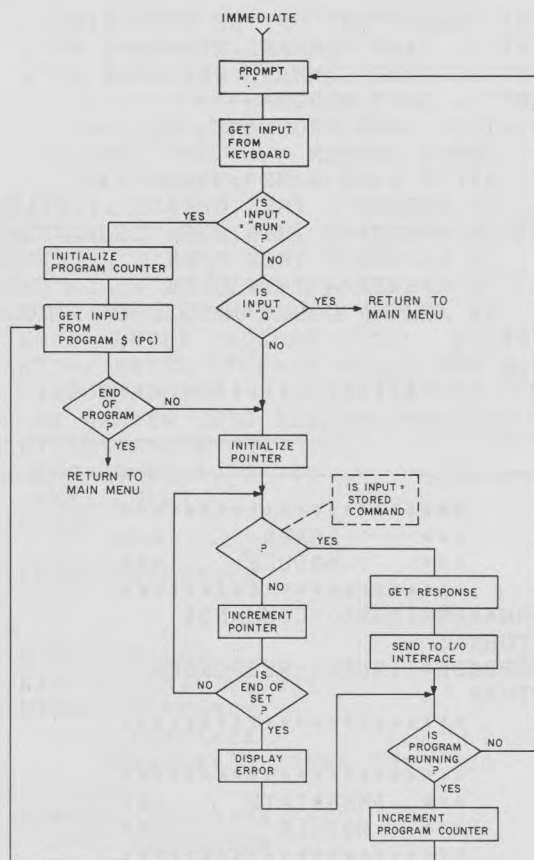 IMMEDIATE
PROMPT
"."
GET INPUT
FROM
KEYBOARD
IS
INPUT
= "RUN"
?
YES
NO
INITIALIZE
PROGRAM COUNTER
GET INPUT
FROM
PROGRAM $ (PC)
IS
INPUT
= "Q"
?
YES
RETURN TO
MAIN MENU
NO
END
OF
PROGRAM
?
NO
YES
RETURN TO
MAIN MENU
INITIALIZE
POINTER
IS INPUT =
STORED
COMMAND
?
YES
NO
GET RESPONSE
INCREMENT
POINTER
SEND TO I/O
INTERFACE
IS
END OF
SET
?
NO
YES
DISPLAY
ERROR
IS
PROGRAM
RUNNING
?
NO
YES
INCREMENT
PROGRAM COUNTER